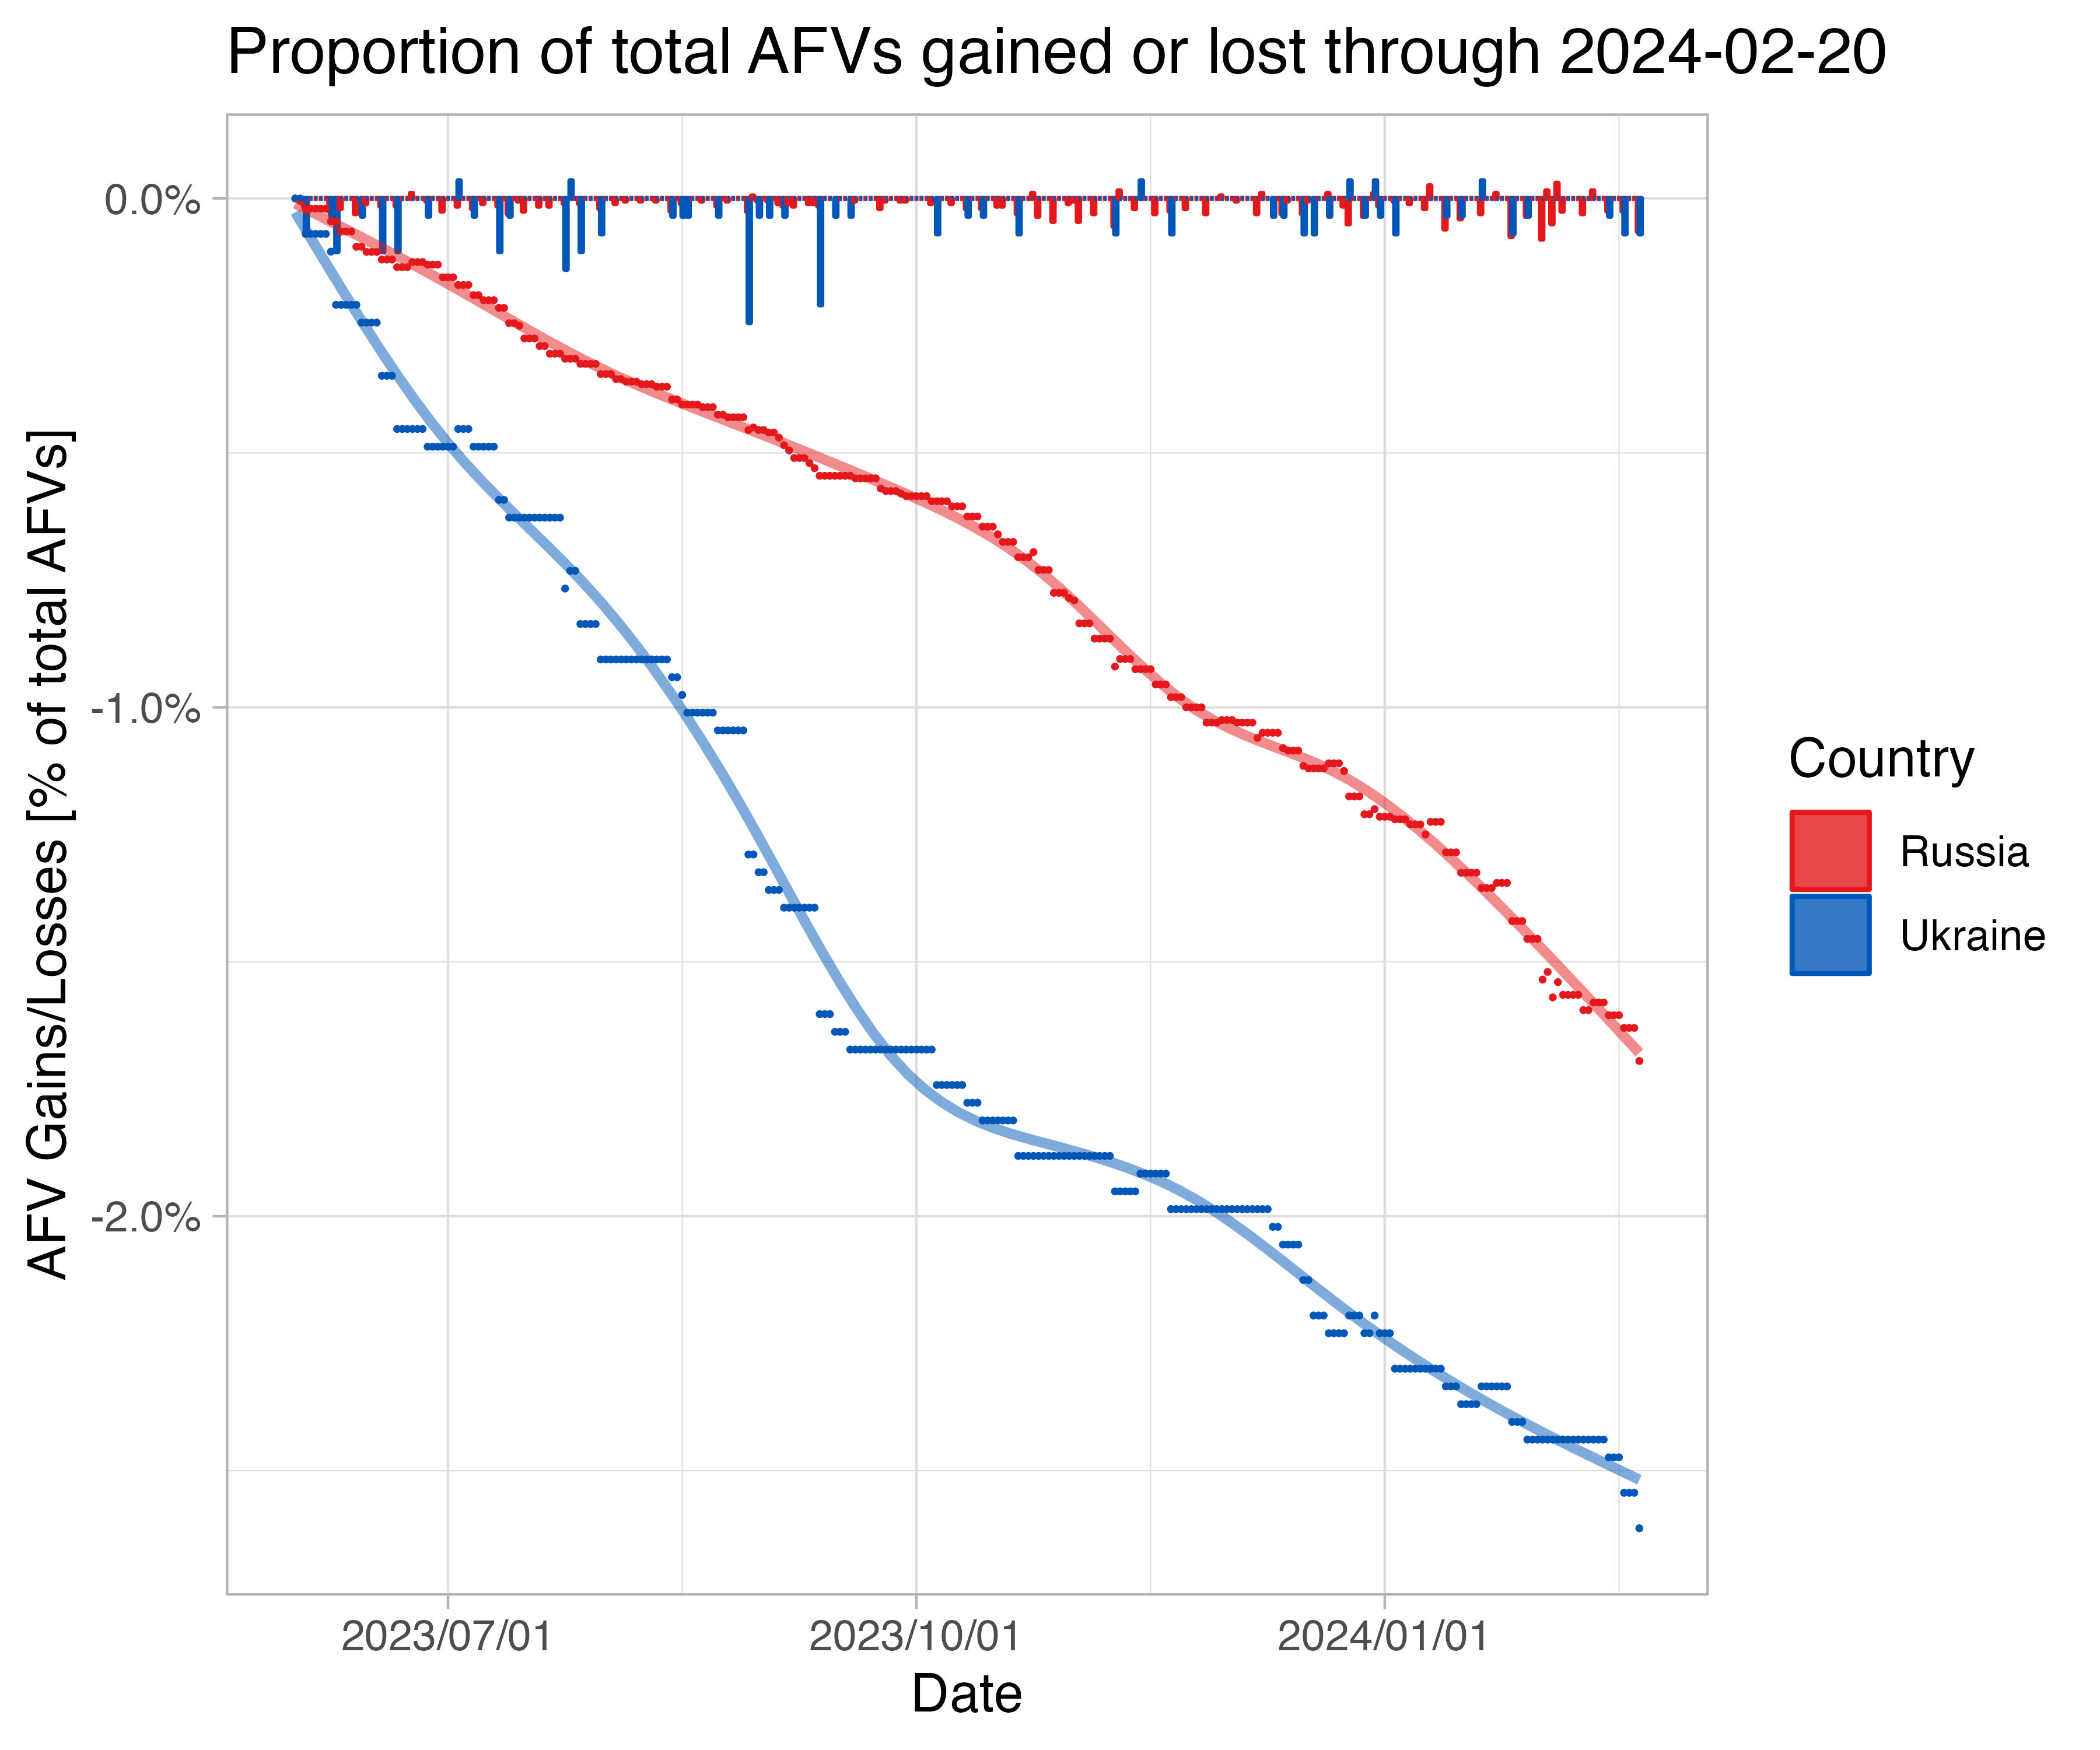 Proportion of total AFVs gained or lost through 2024-02-20
AFV Gains/Losses [% of total AFVs]
0.0%
-1.0%
-2.0%
2023/07/01
2023/10/01
2024/01/01
Date
Country
Russia
Ukraine